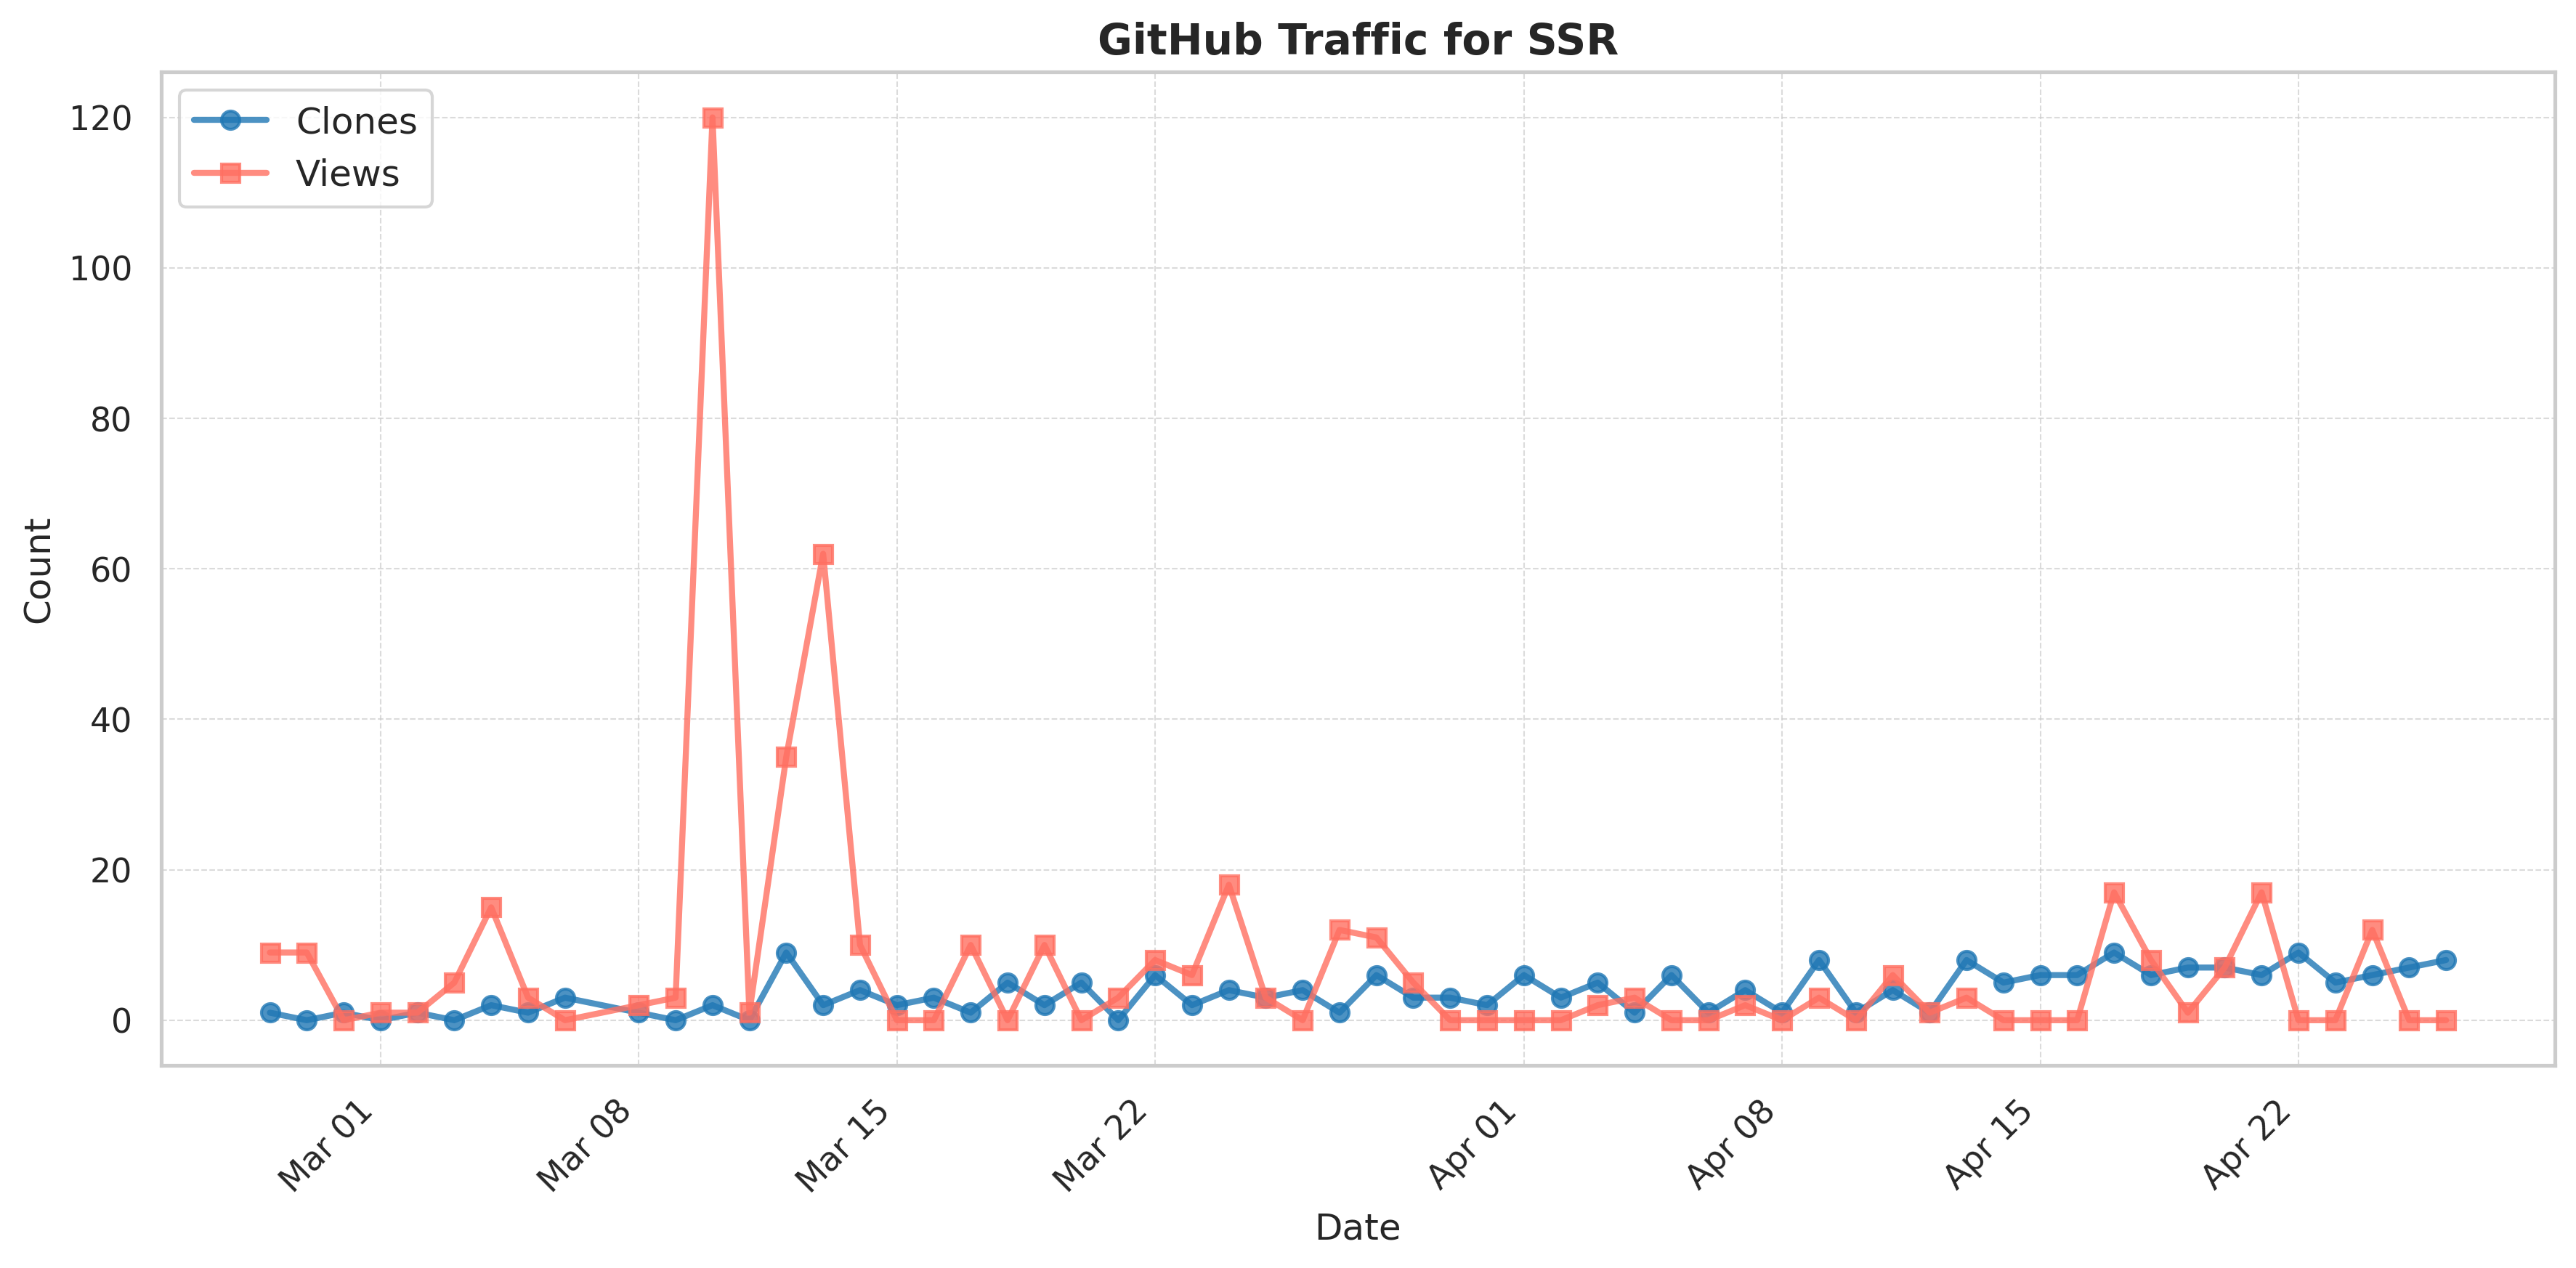 GitHub Traffic for SSR
Clones
Views
120
100
80
60
40
20
0
Count
Mar 01
Mar 08
Mar 15
Mar 22
Apr 01
Apr 08
Apr 15
Apr 22
Date